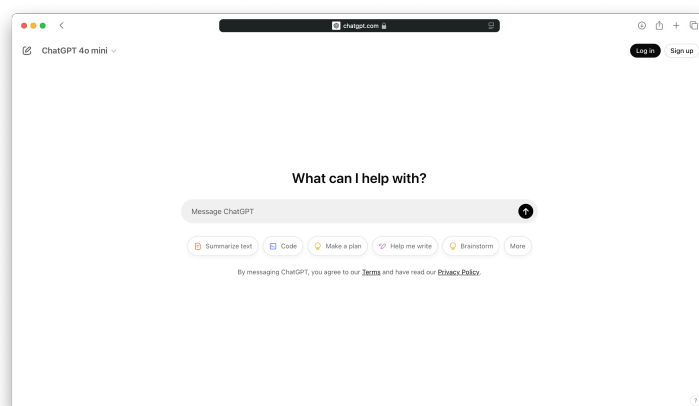 chatgpt.com
ChatGPT 4o mini
Log in
Sign up
What can I help with?
Message ChatGPT
Summarize text
Code
Make a plan
Help me write
Brainstorm
More
By messaging ChatGPT, you agree to our Terms and have read our Privacy Policy.
?